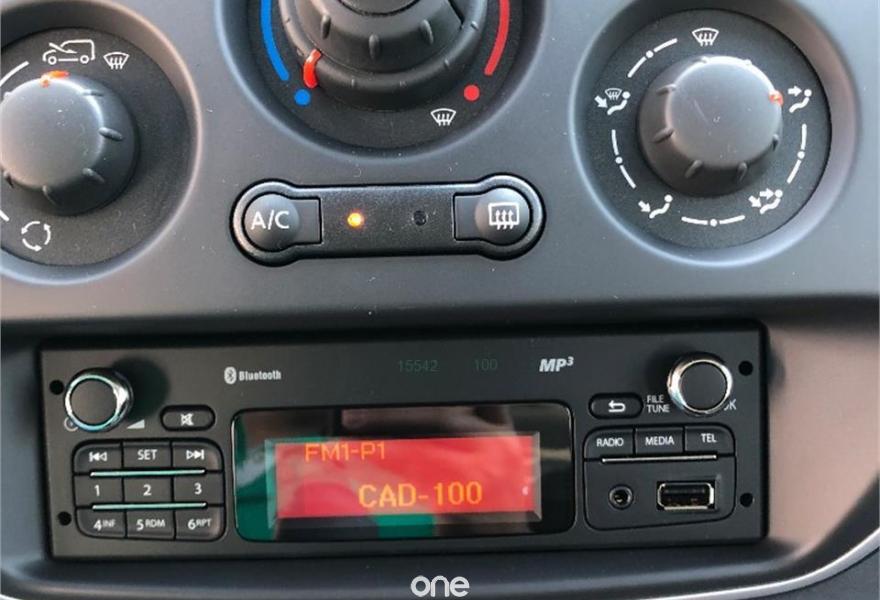 A/C
Bluetooth
15542 100
MP3
FILE
TUNE
OK
RADIO MEDIA TEL
SET
1 2 3
4INF 5RDM 6RPT
FM1-P1
CAD-100
one